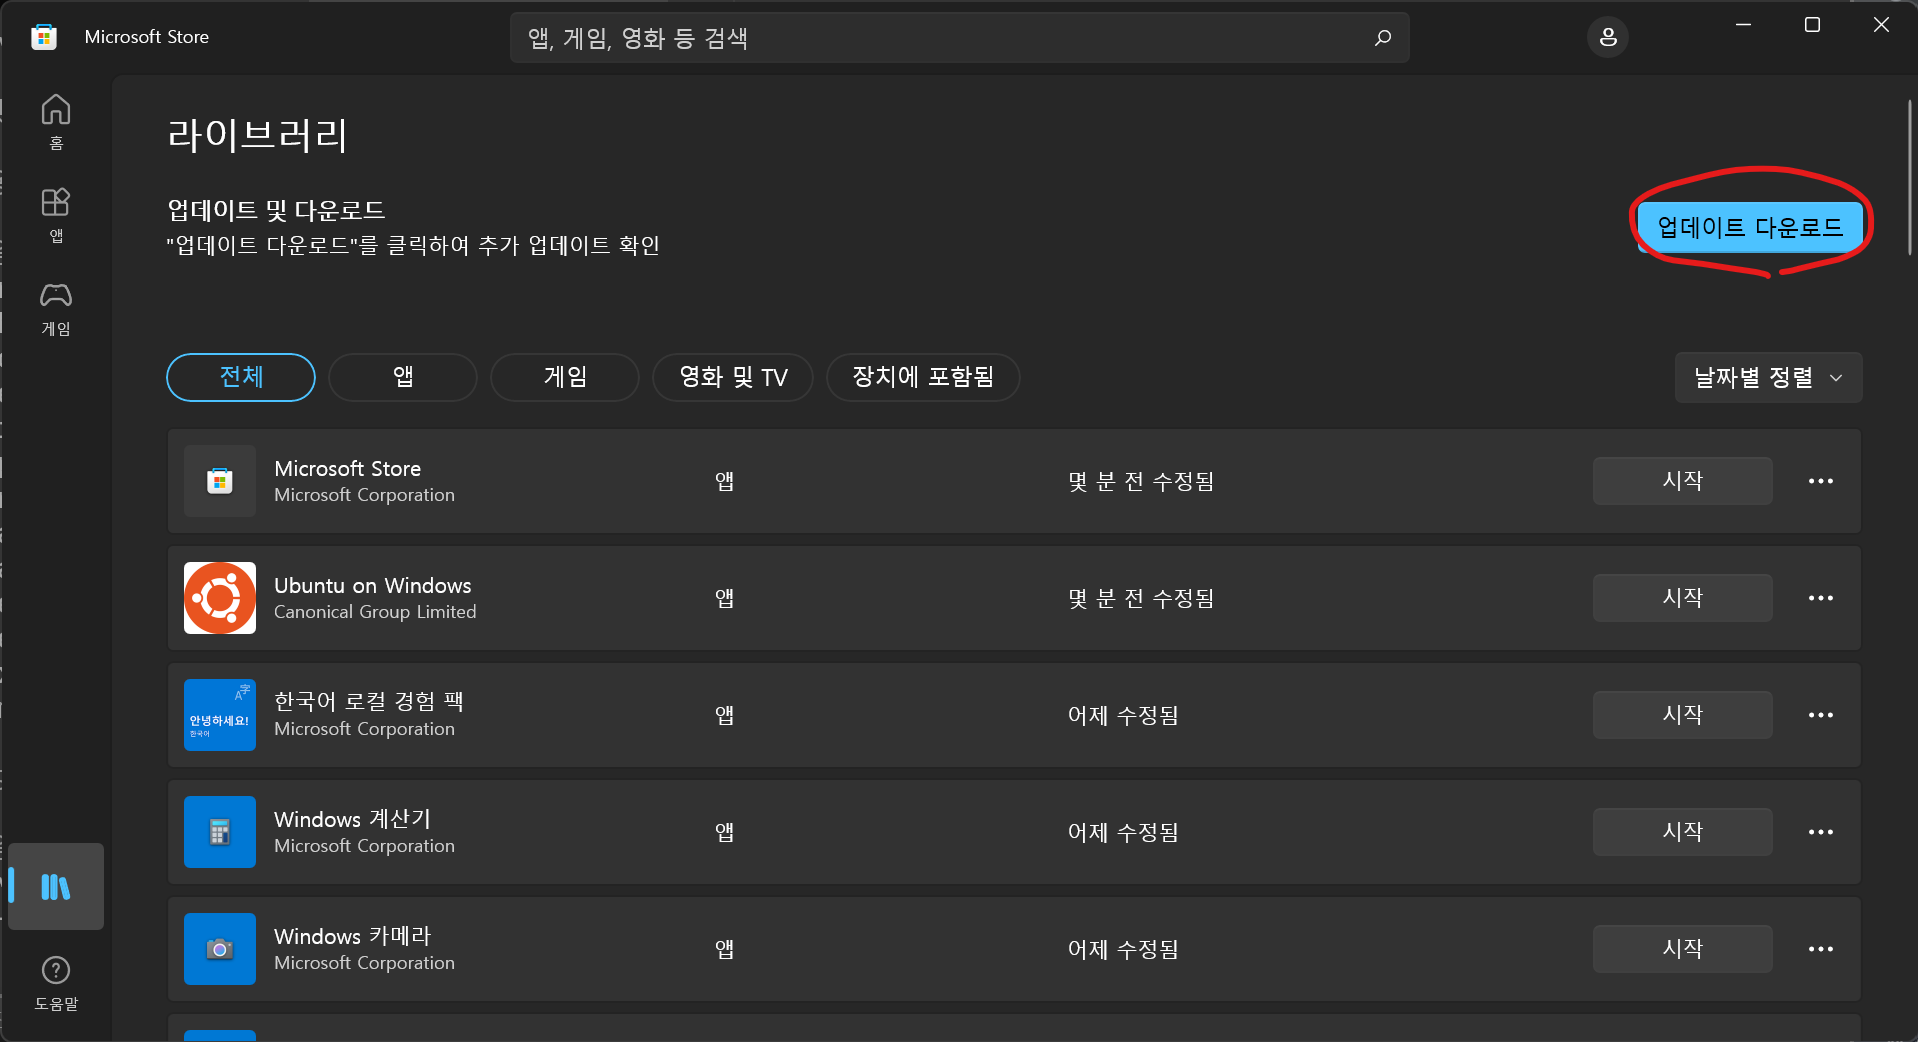 Microsoft Store
앱, 게임, 영화 등 검색
홈
앱
게임
도움말
라이브러리
업데이트 및 다운로드
"업데이트 다운로드"를 클릭하여 추가 업데이트 확인
업데이트 다운로드
전체
앱
게임
영화 및 TV
장치에 포함됨
날짜별 정렬
Microsoft Store
Microsoft Corporation
앱
몇 분 전 수정됨
시작
Ubuntu on Windows
Canonical Group Limited
앱
몇 분 전 수정됨
시작
A字
안녕하세요!
한국어
한국어 로컬 경험 팩
Microsoft Corporation
앱
어제 수정됨
시작
Windows 계산기
Microsoft Corporation
앱
어제 수정됨
시작
Windows 카메라
Microsoft Corporation
앱
어제 수정됨
시작